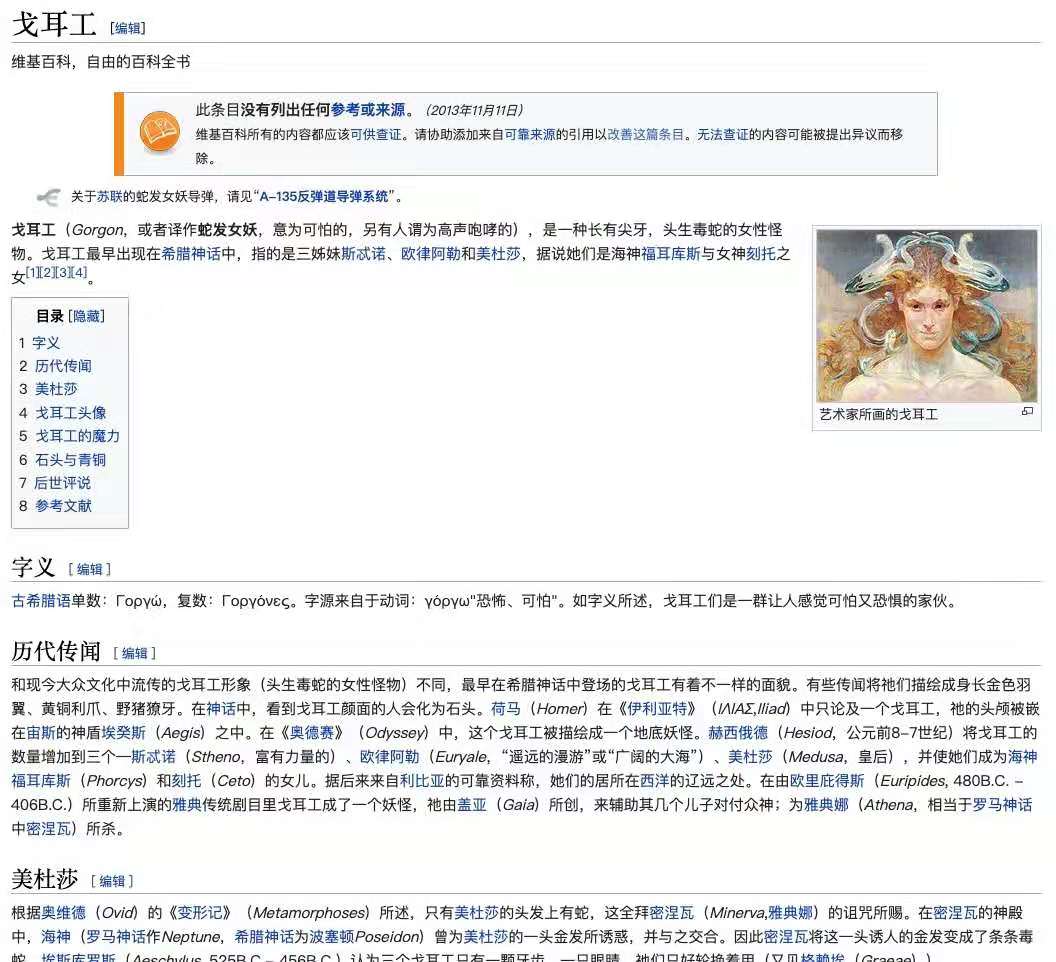 戈耳工 [编辑]
维基百科，自由的百科全书
此条目没有列出任何参考或来源。（2013年11月11日）
维基百科所有的内容都应该可供查证。请协助添加来自可靠来源的引用以改善这篇条目。无法查证的内容可能被提出异议而移
除。
关于苏联的蛇发女妖导弹，请见“A-135反弹道导弹系统”。
戈耳工（Gorgon，或者译作蛇发女妖，意为可怕的，另有人谓为高声咆哮的），是一种长有尖牙，头生毒蛇的女性怪
物。戈耳工最早出现在希腊神话中，指的是三姊妹斯忒诺、欧律阿勒和美杜莎，据说她们是海神福耳库斯与女神刻托之
女[1][2][3][4]。
艺术家所画的戈耳工
目录 [隐藏]
1 字义
2 历代传闻
3 美杜莎
4 戈耳工头像
5 戈耳工的魔力
6 石头与青铜
7 后世评说
8 参考文献
字义 [编辑]
古希腊语单数：Γοργώ，复数：Γοργόνες。字源来自于动词：γόργω"恐怖、可怕"。如字义所述，戈耳工们是一群让人感觉可怕又恐惧的家伙。
历代传闻 [编辑]
和现今大众文化中流传的戈耳工形象（头生毒蛇的女性怪物）不同，最早在希腊神话中登场的戈耳工有着不一样的面貌。有些传闻将祂们描绘成身长金色羽
翼、黄铜利爪、野猪獠牙。在神话中，看到戈耳工颜面的人会化为石头。荷马（Homer）在《伊利亚特》（ΙΛΙΑΣ,Iliad）中只论及一个戈耳工，祂的头颅被嵌
在宙斯的神盾埃癸斯（Aegis）之中。在《奥德赛》（Odyssey）中，这个戈耳工被描绘成一个地底妖怪。赫西俄德（Hesiod，公元前8–7世纪）将戈耳工的
数量增加到三个—斯忒诺（Stheno，富有力量的）、欧律阿勒（Euryale，“遥远的漫游”或“广阔的大海”）、美杜莎（Medusa，皇后），并使她们成为海神
福耳库斯（Phorcys）和刻托（Ceto）的女儿。据后来来自利比亚的可靠资料称，她们的居所在西洋的辽远之处。在由欧里庇得斯（Euripides, 480B.C. –
406B.C.）所重新上演的雅典传统剧目里戈耳工成了一个妖怪，祂由盖亚（Gaia）所创，来辅助其几个儿子对付众神；为雅典娜（Athena，相当于罗马神话
中密涅瓦）所杀。
美杜莎 [编辑]
根据奥维德（Ovid）的《变形记》（Metamorphoses）所述，只有美杜莎的头发上有蛇，这全拜密涅瓦（Minerva,雅典娜）的诅咒所赐。在密涅瓦的神殿
中，海神（罗马神话作Neptune，希腊神话为波塞顿Poseidon）曾为美杜莎的一头金发所诱惑，并与之交合。因此密涅瓦将这一头诱人的金发变成了条条毒
蛇。埃斯库罗斯（Aeschylus, 525B.C – 456B.C.）认为三个戈耳工只有一颗牙齿、一只眼睛，祂们只好轮换着用（又见格赖埃（Graeae））。